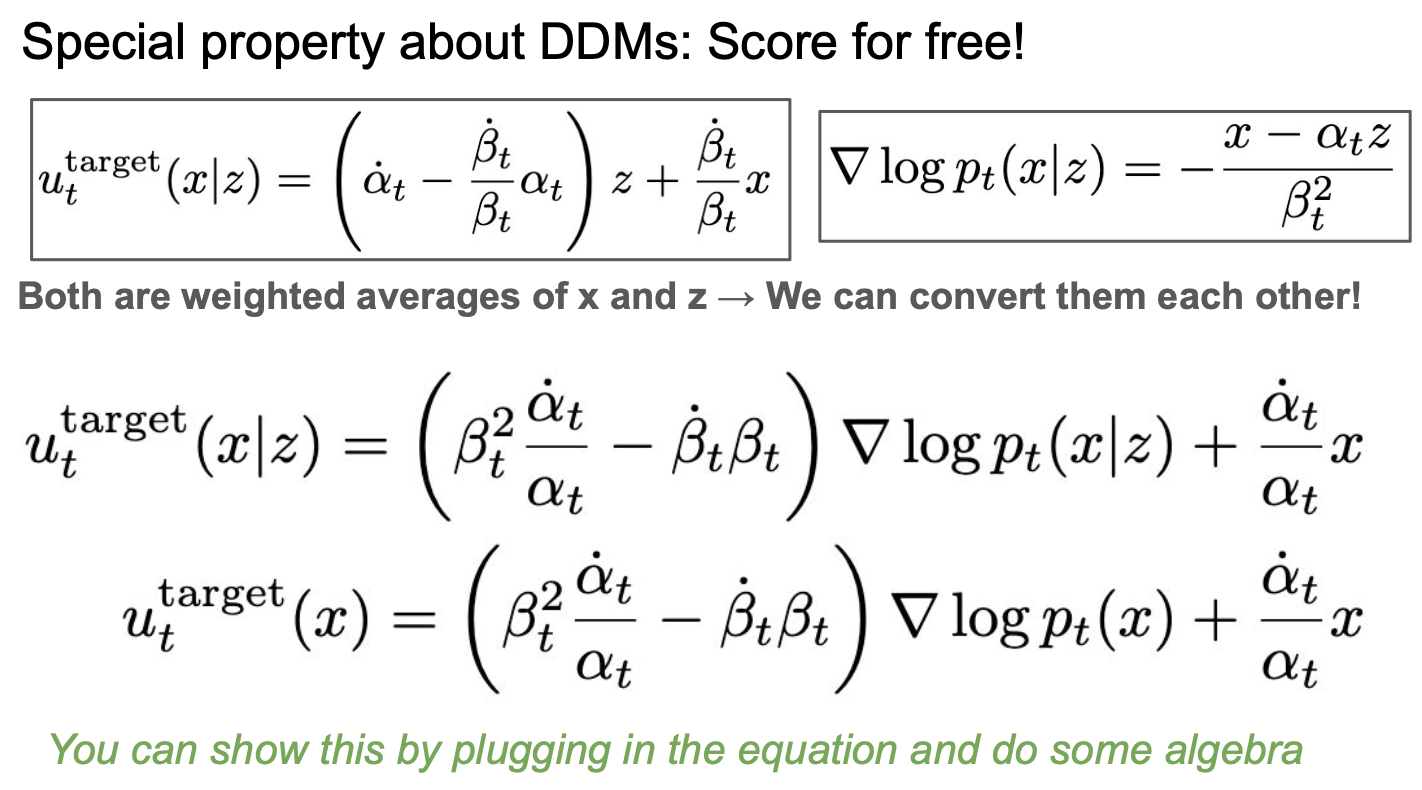 Special property about DDMs: Score for free!
$u_t^{\text{target}}(x|z) = \left(\dot{\alpha}_t - \frac{\dot{\beta}_t}{\beta_t}\alpha_t\right) z + \frac{\dot{\beta}_t}{\beta_t} x$
$\nabla \log p_t(x|z) = -\frac{x - \alpha_t z}{\beta_t^2}$
Both are weighted averages of x and z → We can convert them each other!
$u_t^{\text{target}}(x|z) = \left(\beta_t^2 \frac{\dot{\alpha}_t}{\alpha_t} - \dot{\beta}_t \beta_t\right) \nabla \log p_t(x|z) + \frac{\dot{\alpha}_t}{\alpha_t} x$
$u_t^{\text{target}}(x) = \left(\beta_t^2 \frac{\dot{\alpha}_t}{\alpha_t} - \dot{\beta}_t \beta_t\right) \nabla \log p_t(x) + \frac{\dot{\alpha}_t}{\alpha_t} x$
You can show this by plugging in the equation and do some algebra